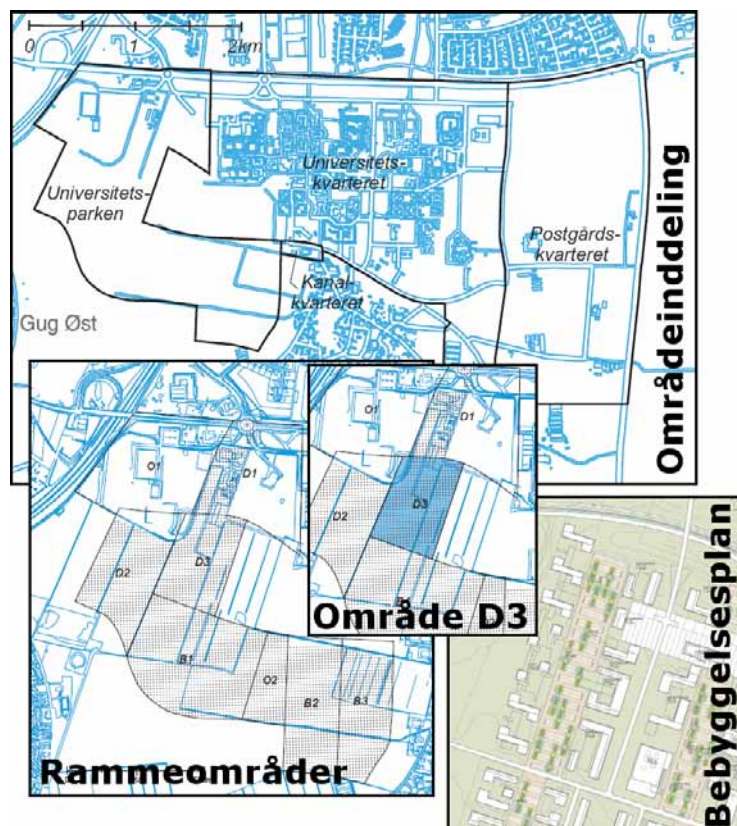 0 1 2km
Universitets-
kvarteret
Universitets-
parken
Postgårds-
kvarteret
Kanal-
kvarteret
Gug Øst
Områdeinddeling
O1
D1
D2
D3
B1
O2
B2
B3
Rammeområder
O1
D1
D3
D2
Område D3
Bebyggelsesplan